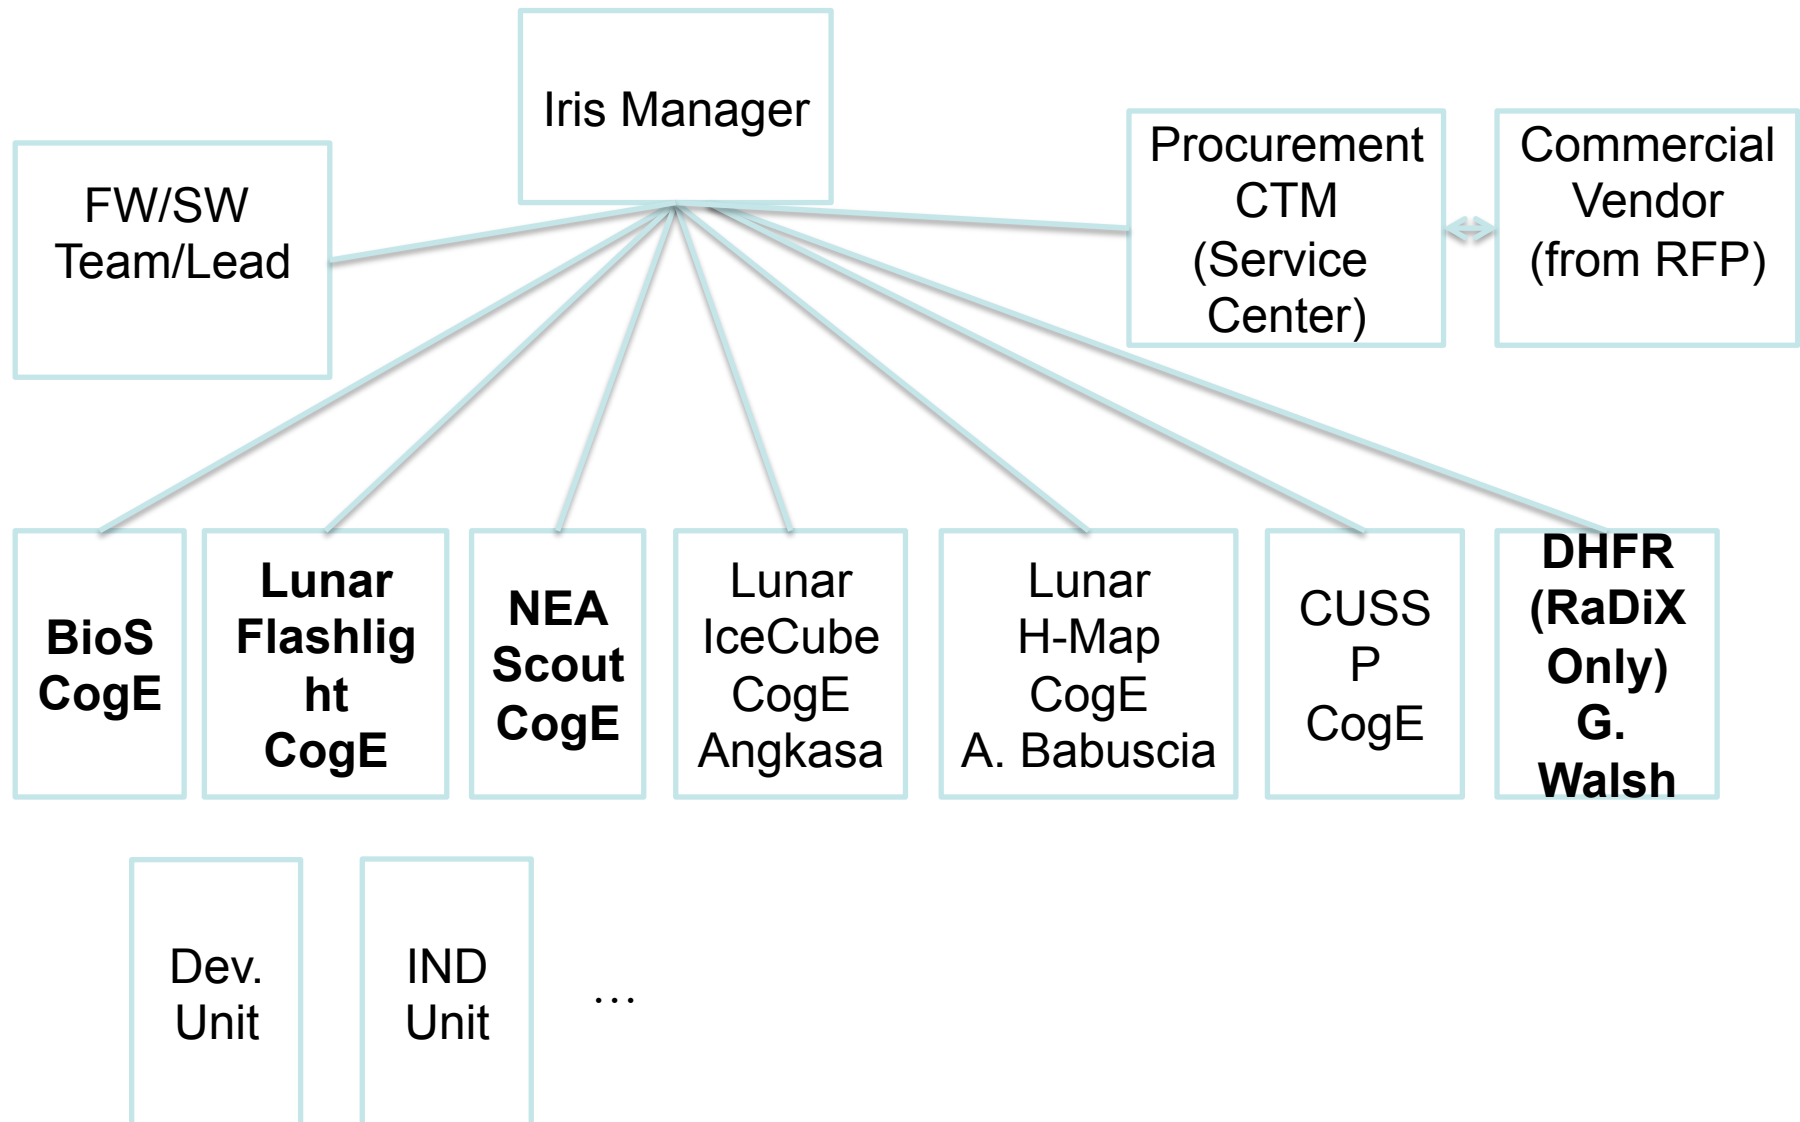 Iris Manager
FW/SW
Team/Lead
Procurement
CTM
(Service
Center)
Commercial
Vendor
(from RFP)
BioS
CogE
Lunar
Flashlig
ht
CogE
NEA
Scout
CogE
Lunar
IceCube
CogE
Angkasa
Lunar
H-Map
CogE
A. Babuscia
CUSS
P
CogE
DHFR
(RaDiX
Only)
G.
Walsh
Dev.
Unit
IND
Unit
…